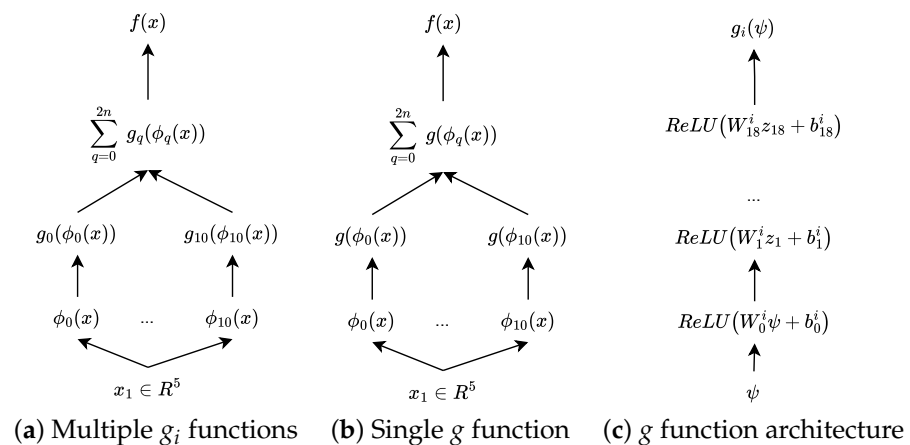 f(x)
∑_{q=0}^{2n} g_q(ϕ_q(x))
g_0(ϕ_0(x)) g_{10}(ϕ_{10}(x))
ϕ_0(x) ... ϕ_{10}(x)
x_1 ∈ R^5
(a) Multiple g_i functions
f(x)
∑_{q=0}^{2n} g(ϕ_q(x))
g(ϕ_0(x)) g(ϕ_{10}(x))
ϕ_0(x) ... ϕ_{10}(x)
x_1 ∈ R^5
(b) Single g function
g_i(ψ)
ReLU(W_{18}^i z_{18} + b_{18}^i)
...
ReLU(W_1^i z_1 + b_1^i)
ReLU(W_0^i ψ + b_0^i)
ψ
(c) g function architecture